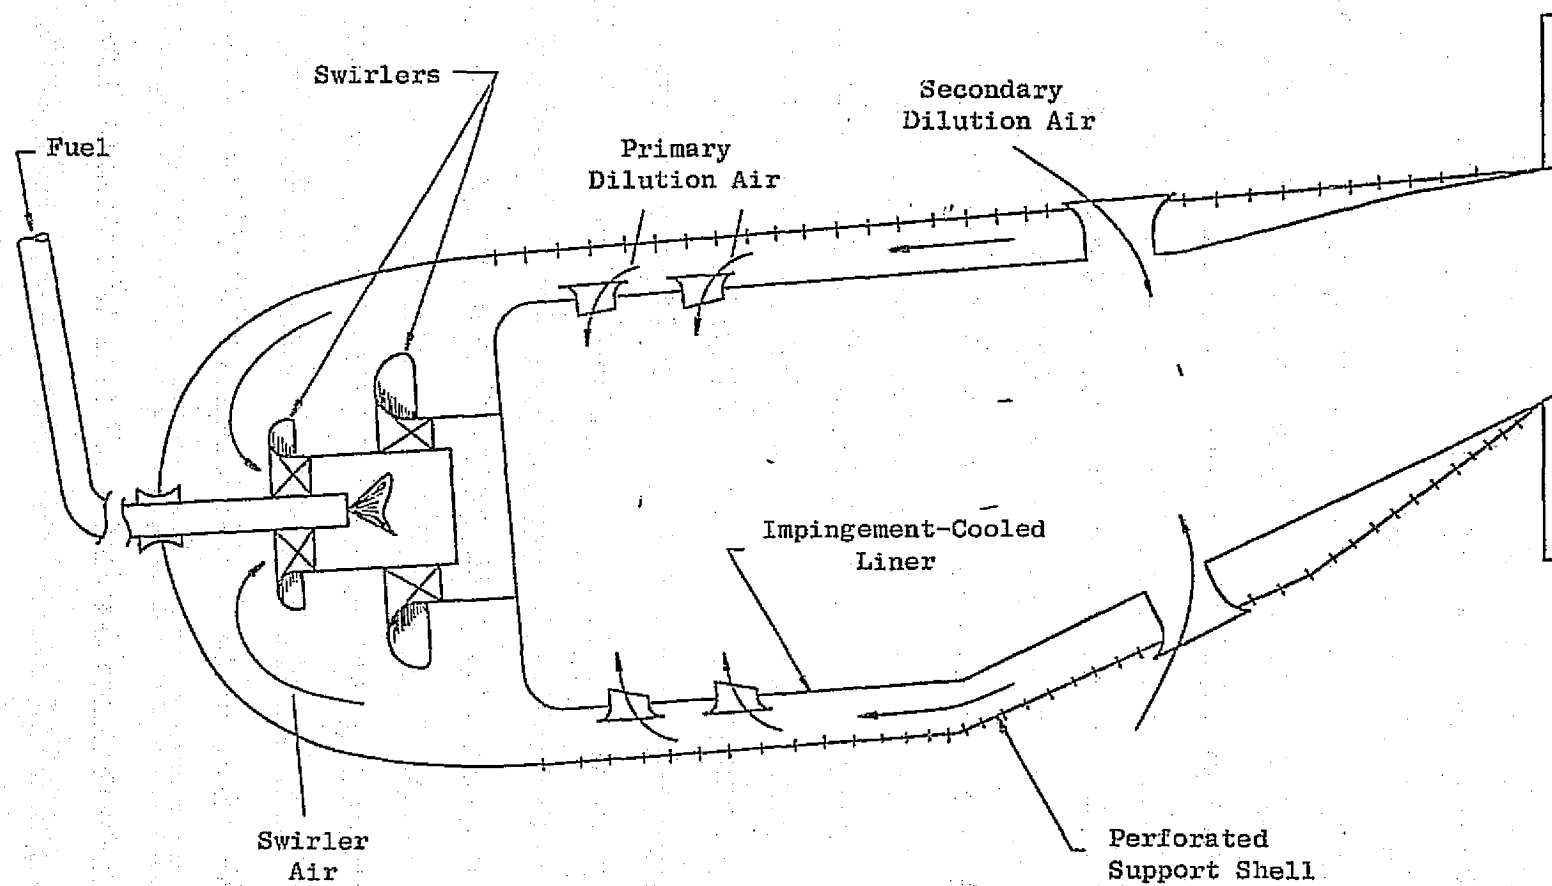 Swirlers
Secondary
Dilution Air
Fuel
Primary
Dilution Air
Impingement-Cooled
Liner
Swirler
Air
Perforated
Support Shell